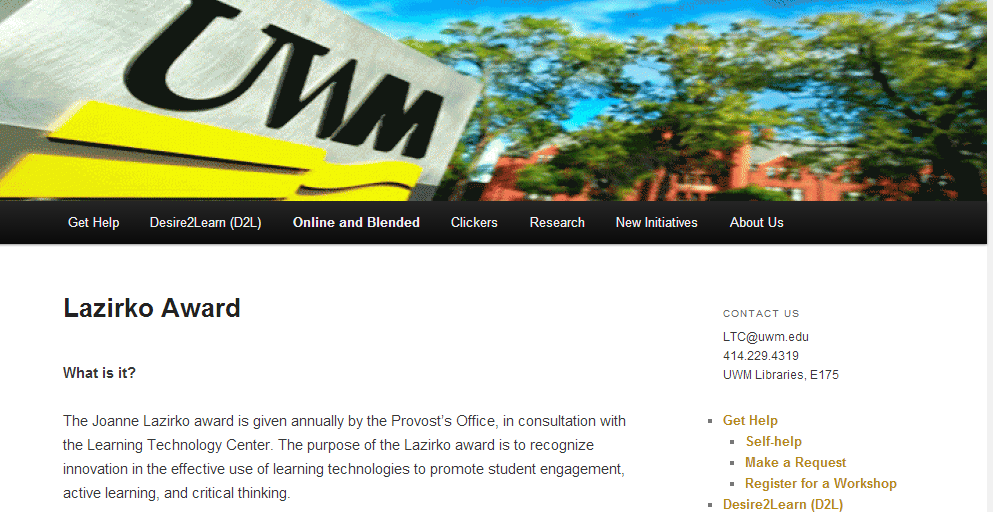 UWM
Get Help Desire2Learn (D2L) Online and Blended Clickers Research New Initiatives About Us
Lazirko Award
What is it?
The Joanne Lazirko award is given annually by the Provost's Office, in consultation with
the Learning Technology Center. The purpose of the Lazirko award is to recognize
innovation in the effective use of learning technologies to promote student engagement,
active learning, and critical thinking.
CONTACT US
LTC@uwm.edu
414.229.4319
UWM Libraries, E175
Get Help
Self-help
Make a Request
Register for a Workshop
Desire2Learn (D2L)